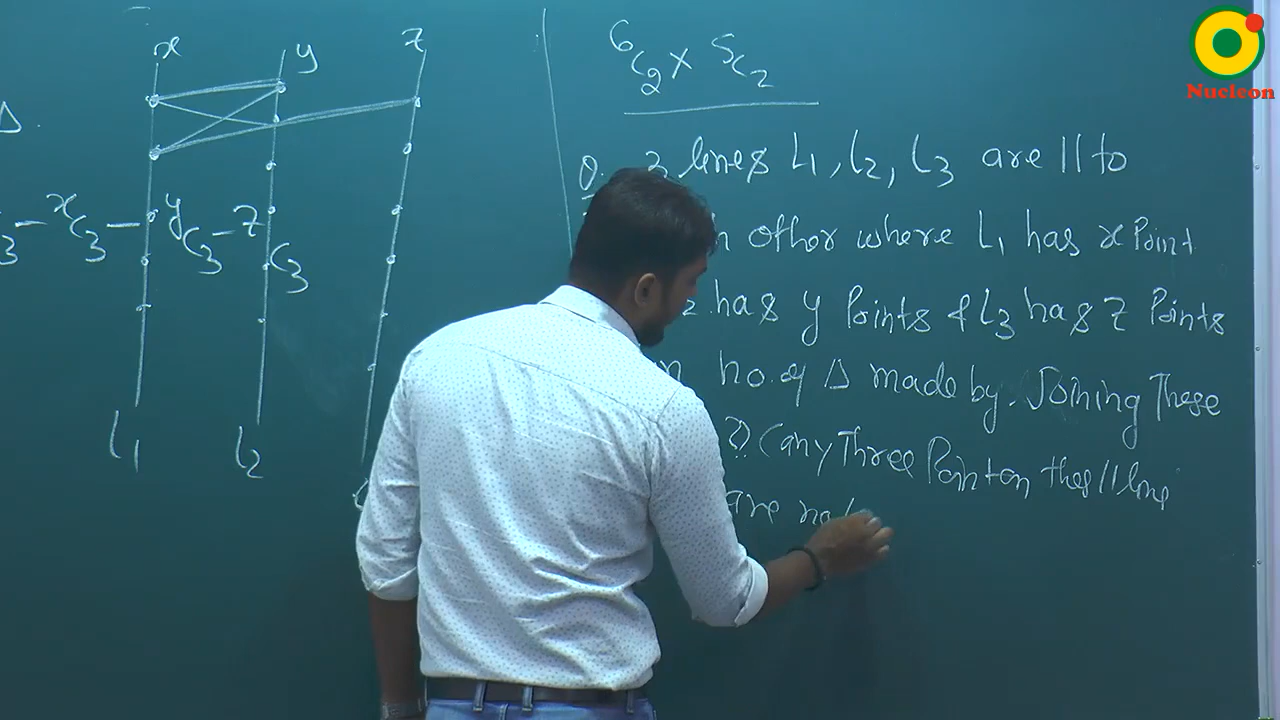 x y z
Δ.
3 - xC3 - yC3 - zC3
L1 L2
6C2 x 5C2
Q. 3 lines L1, L2, L3 are || to
other where L1 has x Point
2 has y Points & L3 has z Points
no. of Δ made by. Joining These
? (any Three Point on thes || line
are no
Nucleon